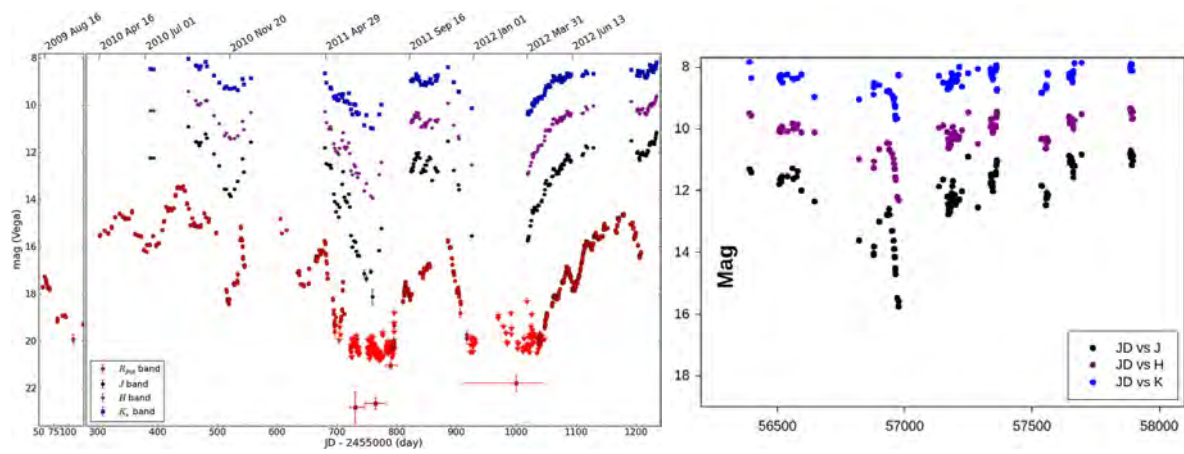 2009 Aug 16
2010 Apr 16
2010 Jul 01
2010 Nov 20
2011 Apr 29
2011 Sep 16
2012 Jan 01
2012 Mar 31
2012 Jun 13
mag (Vega)
8
10
12
14
16
18
20
22
R_PTF band
J band
H band
K_s band
50 75 100 300 400 500 600 700 800 900 1000 1100 1200
JD - 2455000 (day)
Mag
8
10
12
14
16
18
JD vs J
JD vs H
JD vs K
56500 57000 57500 58000